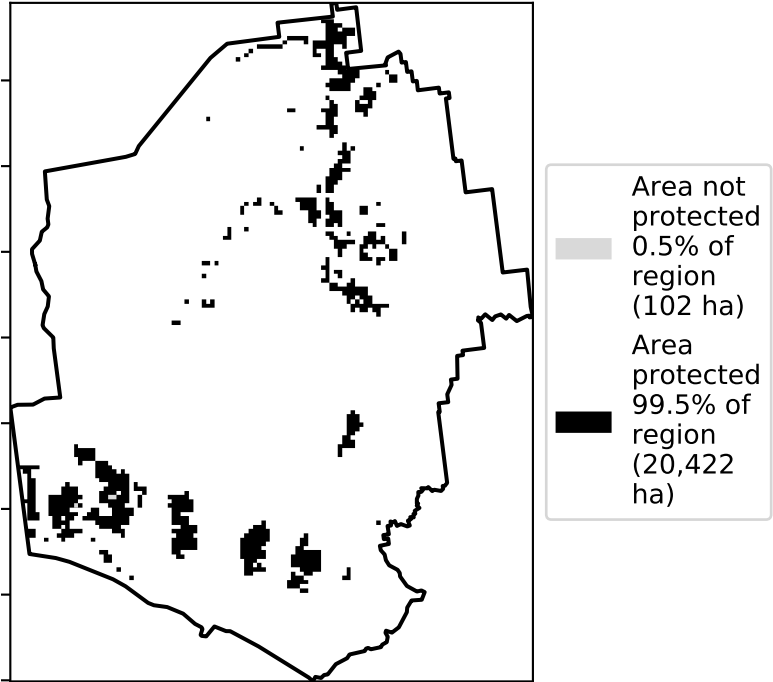 Area not
protected
0.5% of
region
(102 ha)
Area
protected
99.5% of
region
(20,422
ha)